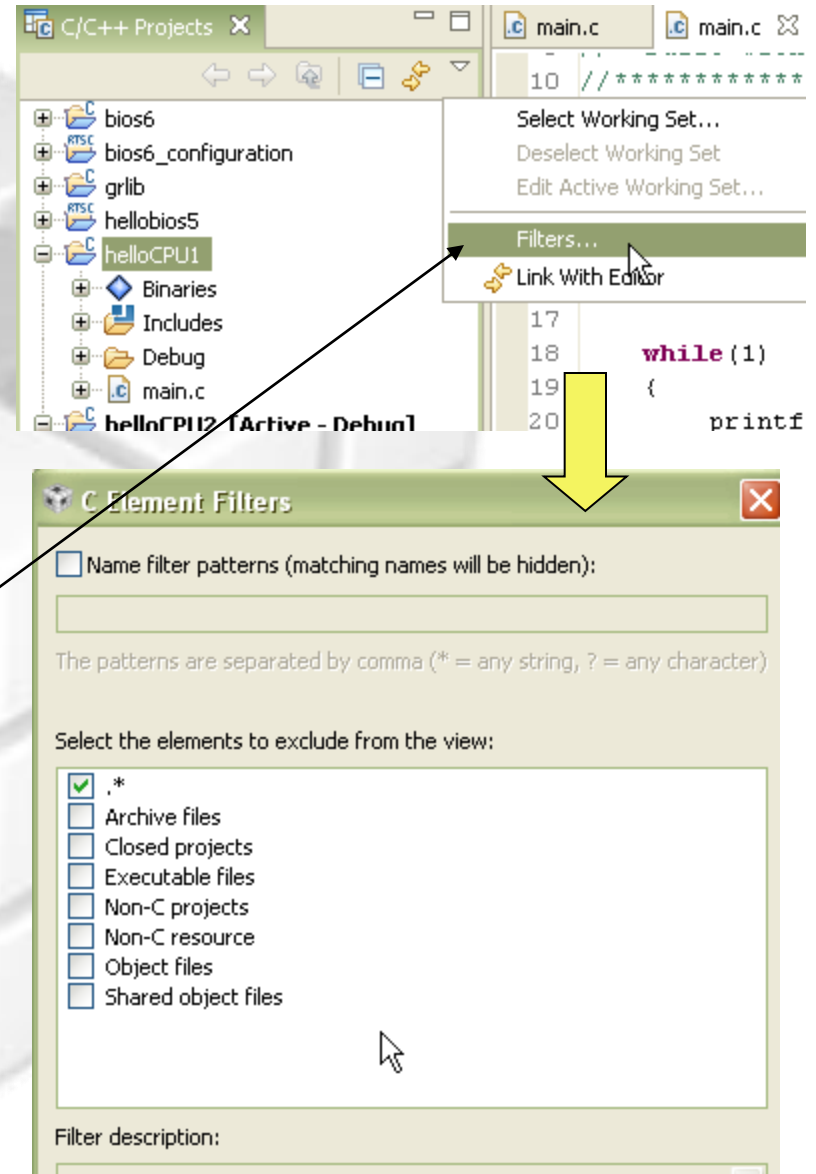 C/C++ Projects
main.c
main.c
10 //************
bios6
bios6_configuration
grlib
hellobios5
helloCPU1
Binaries
Includes
Debug
main.c
helloCPU2 [Active - Debug]
Select Working Set...
Deselect Working Set
Edit Active Working Set...
Filters...
Link With Editor
17
18 while(1)
19 {
20 printf
C Element Filters
Name filter patterns (matching names will be hidden):
The patterns are separated by comma (* = any string, ? = any character)
Select the elements to exclude from the view:
.*
Archive files
Closed projects
Executable files
Non-C projects
Non-C resource
Object files
Shared object files
Filter description: